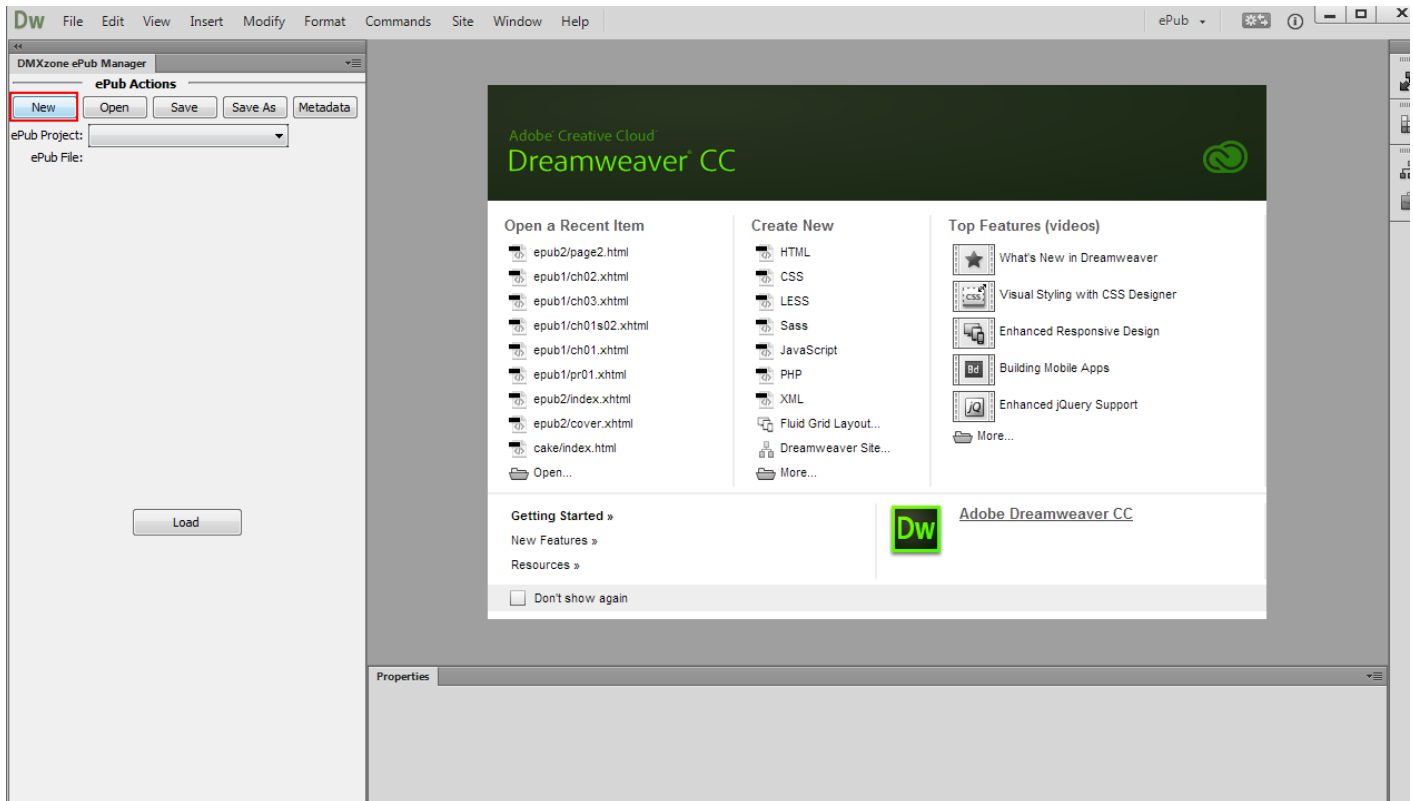 Dw File Edit View Insert Modify Format Commands Site Window Help ePub
DMXzone ePub Manager
ePub Actions
New Open Save Save As Metadata
ePub Project:
ePub File:
Load
Adobe® Creative Cloud™
Dreamweaver® CC
Open a Recent Item
epub2/page2.html
epub1/ch02.xhtml
epub1/ch03.xhtml
epub1/ch01s02.xhtml
epub1/ch01.xhtml
epub1/pr01.xhtml
epub2/index.xhtml
epub2/cover.xhtml
cake/index.html
Open...
Create New
HTML
CSS
LESS
Sass
JavaScript
PHP
XML
Fluid Grid Layout...
Dreamweaver Site...
More...
Top Features (videos)
What's New in Dreamweaver
CSS
Visual Styling with CSS Designer
Enhanced Responsive Design
Bd
Building Mobile Apps
jQ
Enhanced jQuery Support
More...
Getting Started »
New Features »
Resources »
Dw
Adobe Dreamweaver CC
Don't show again
Properties